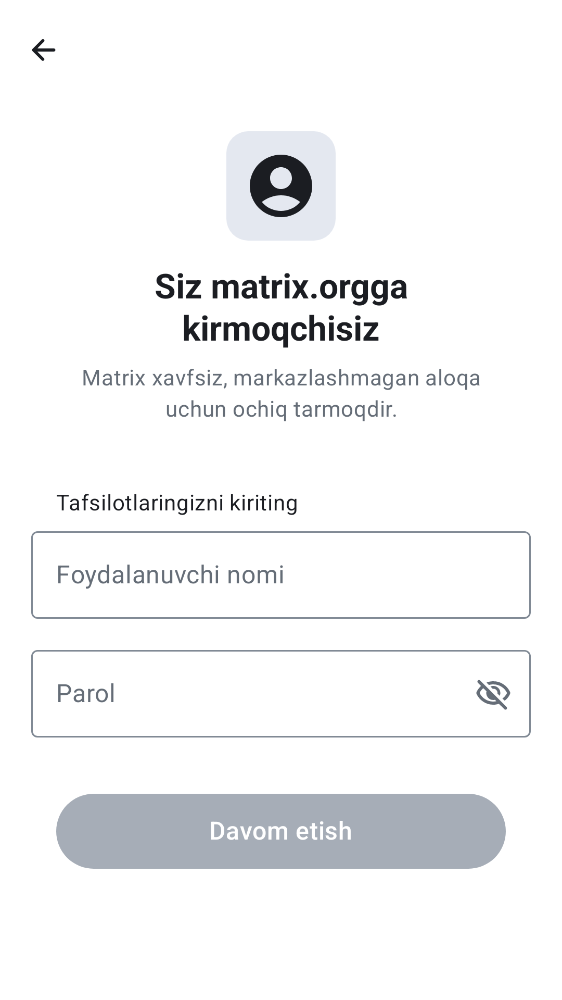 Siz matrix.orgga
kirmoqchisiz
Matrix xavfsiz, markazlashmagan aloqa
uchun ochiq tarmoqdir.
Tafsilotlaringizni kiriting
Foydalanuvchi nomi
Parol
Davom etish